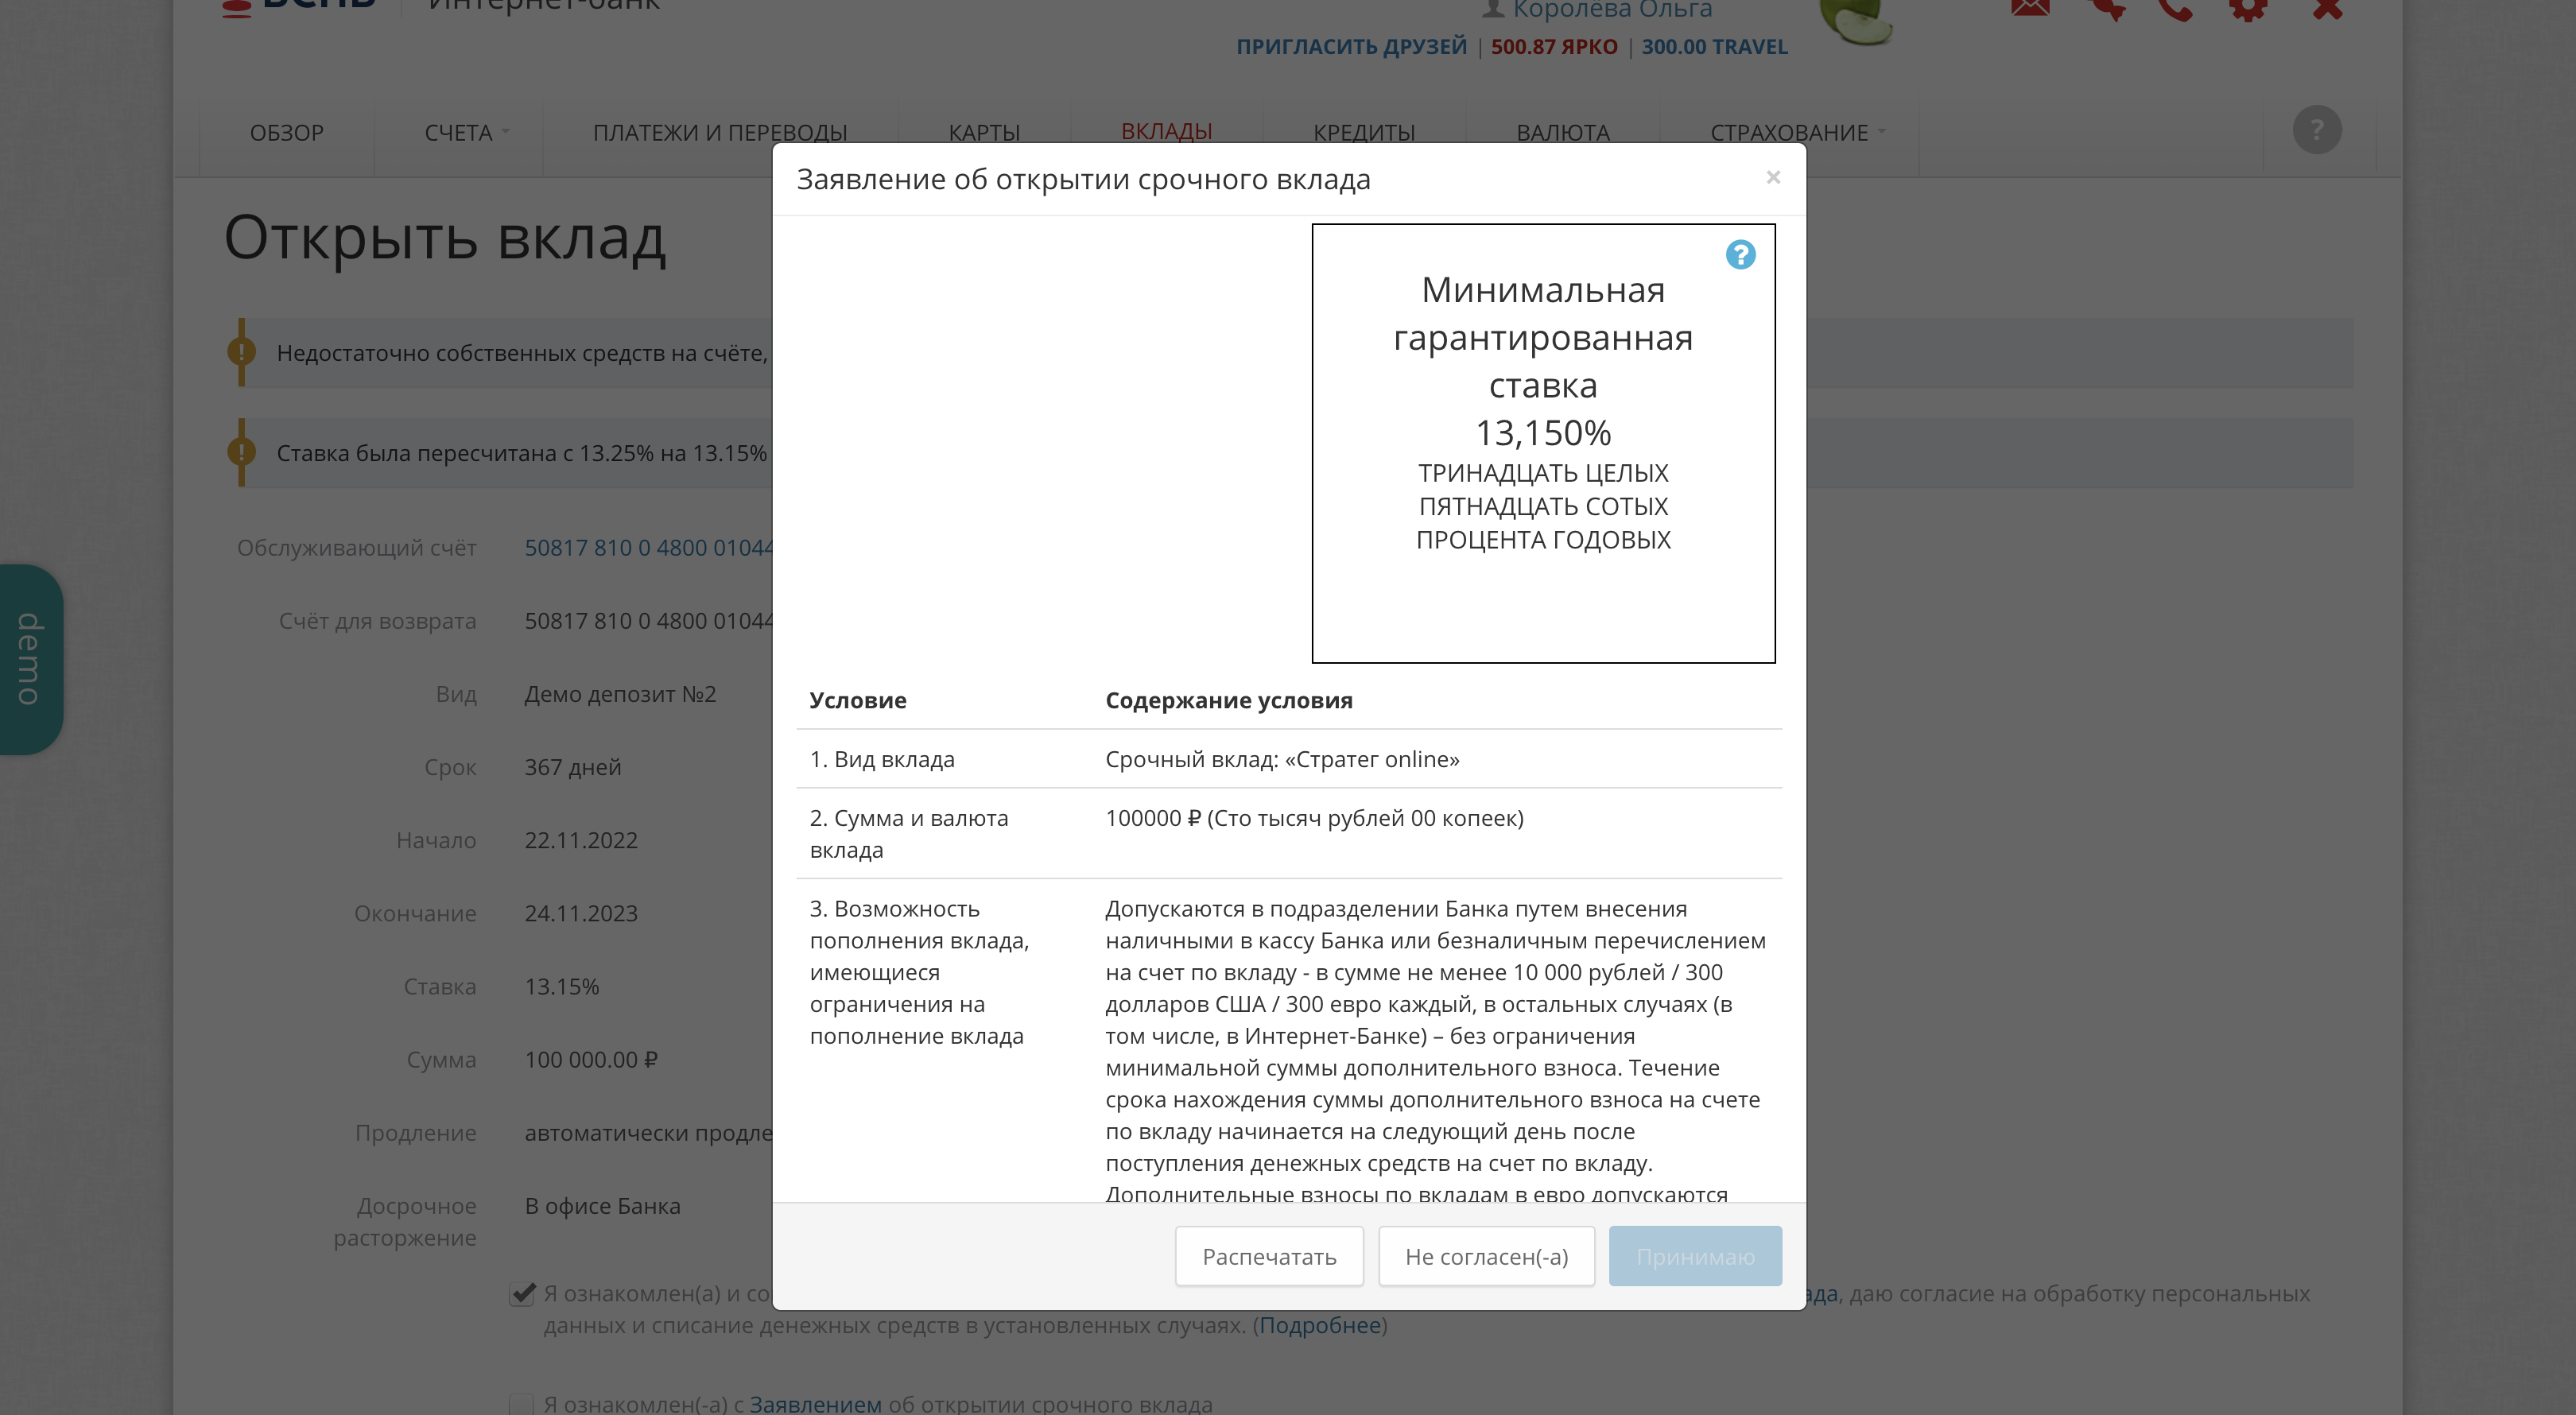 Интернет-банк
Королёва Ольга
ПРИГЛАСИТЬ ДРУЗЕЙ | 500.87 ЯРКО | 300.00 TRAVEL
ОБЗОР
СЧЕТА
ПЛАТЕЖИ И ПЕРЕВОДЫ
КАРТЫ
ВКЛАДЫ
КРЕДИТЫ
ВАЛЮТА
СТРАХОВАНИЕ
?
Открыть вклад
Недостаточно собственных средств на счёте,
Ставка была пересчитана с 13.25% на 13.15%
Обслуживающий счёт
50817 810 0 4800 01044
Счёт для возврата
50817 810 0 4800 01044
Вид
Демо депозит №2
Срок
367 дней
Начало
22.11.2022
Окончание
24.11.2023
Ставка
13.15%
Сумма
100 000.00 ₽
Продление
автоматически
Досрочное
расторжение
В офисе Банка
Я ознакомлен(а) и
, даю согласие на обработку персональных
данных и списание денежных средств в установленных случаях. (Подробнее)
Я ознакомлен(-а) с Заявлением об открытии срочного вклада
demo
Заявление об открытии срочного вклада
×
?
Минимальная
гарантированная
ставка
13,150%
ТРИНАДЦАТЬ ЦЕЛЫХ
ПЯТНАДЦАТЬ СОТЫХ
ПРОЦЕНТА ГОДОВЫХ
Условие
Содержание условия
1. Вид вклада
Срочный вклад: «Стратег online»
2. Сумма и валюта
вклада
100000 ₽ (Сто тысяч рублей 00 копеек)
3. Возможность
пополнения вклада,
имеющиеся
ограничения на
пополнение вклада
Допускаются в подразделении Банка путем внесения
наличными в кассу Банка или безналичным перечислением
на счет по вкладу - в сумме не менее 10 000 рублей / 300
долларов США / 300 евро каждый, в остальных случаях (в
том числе, в Интернет-Банке) – без ограничения
минимальной суммы дополнительного взноса. Течение
срока нахождения суммы дополнительного взноса на счете
по вкладу начинается на следующий день после
поступления денежных средств на счет по вкладу.
Дополнительные взносы по вкладам в евро допускаются
Распечатать
Не согласен(-а)
Принимаю